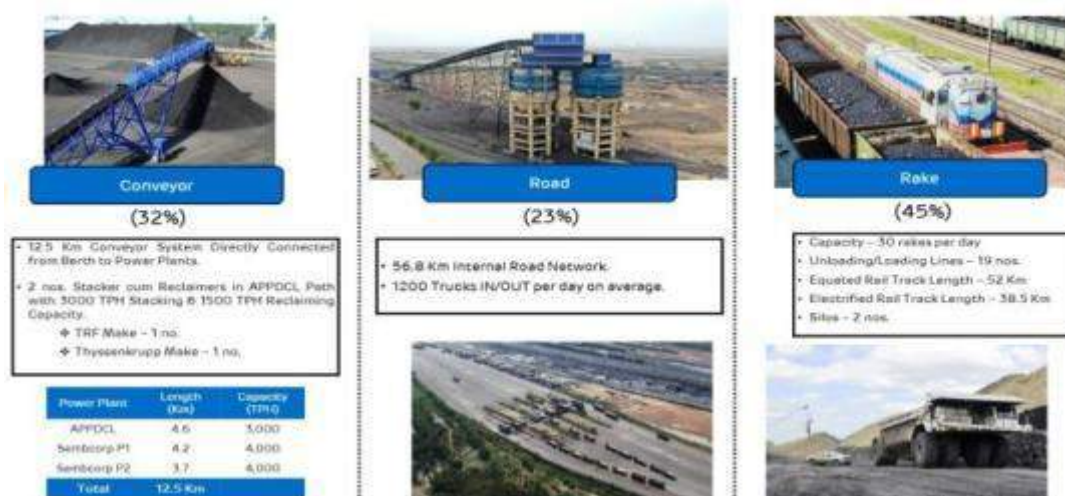 Conveyor
(32%)
• 12.5 Km Conveyor System Directly Connected
from Berth to Power Plants.
• 2 nos. Stacker cum Reclaimers in APPDCL Path
with 3000 TPH Stacking & 1500 TPH Reclaiming
Capacity.
❖ TRF Make – 1 no.
❖ Thyssenkrupp Make – 1 no.
Power Plant Length (Km) Capacity (TPH)
APPDCL 4.6 3,000
Sembcorp P1 4.2 4,000
Sembcorp P2 3.7 4,000
Total 12.5 Km
Road
(23%)
• 56.8 Km Internal Road Network.
• 1200 Trucks IN/OUT per day on average.
Rake
(45%)
• Capacity – 30 rakes per day
• Unloading/Loading Lines – 19 nos.
• Equated Rail Track Length – 52 Km
• Electrified Rail Track Length – 38.5 Km
• Silos – 2 nos.